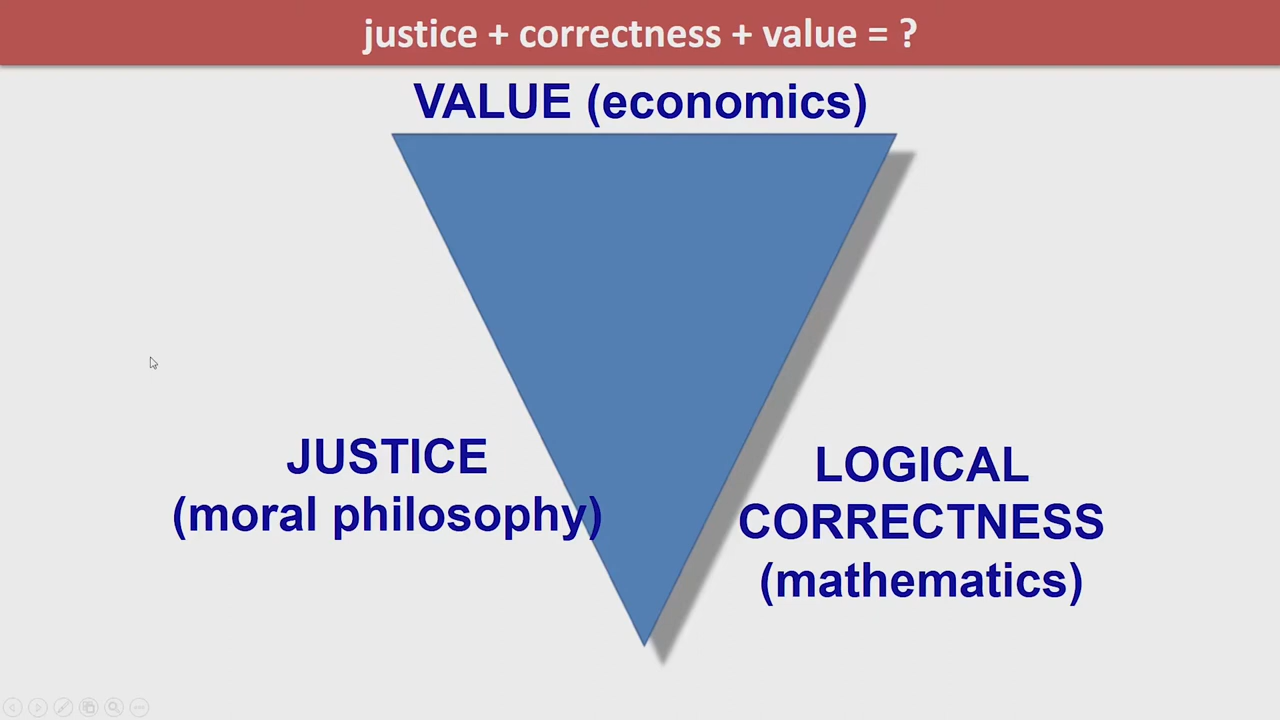 justice + correctness + value = ?
VALUE (economics)
JUSTICE
(moral philosophy)
LOGICAL
CORRECTNESS
(mathematics)